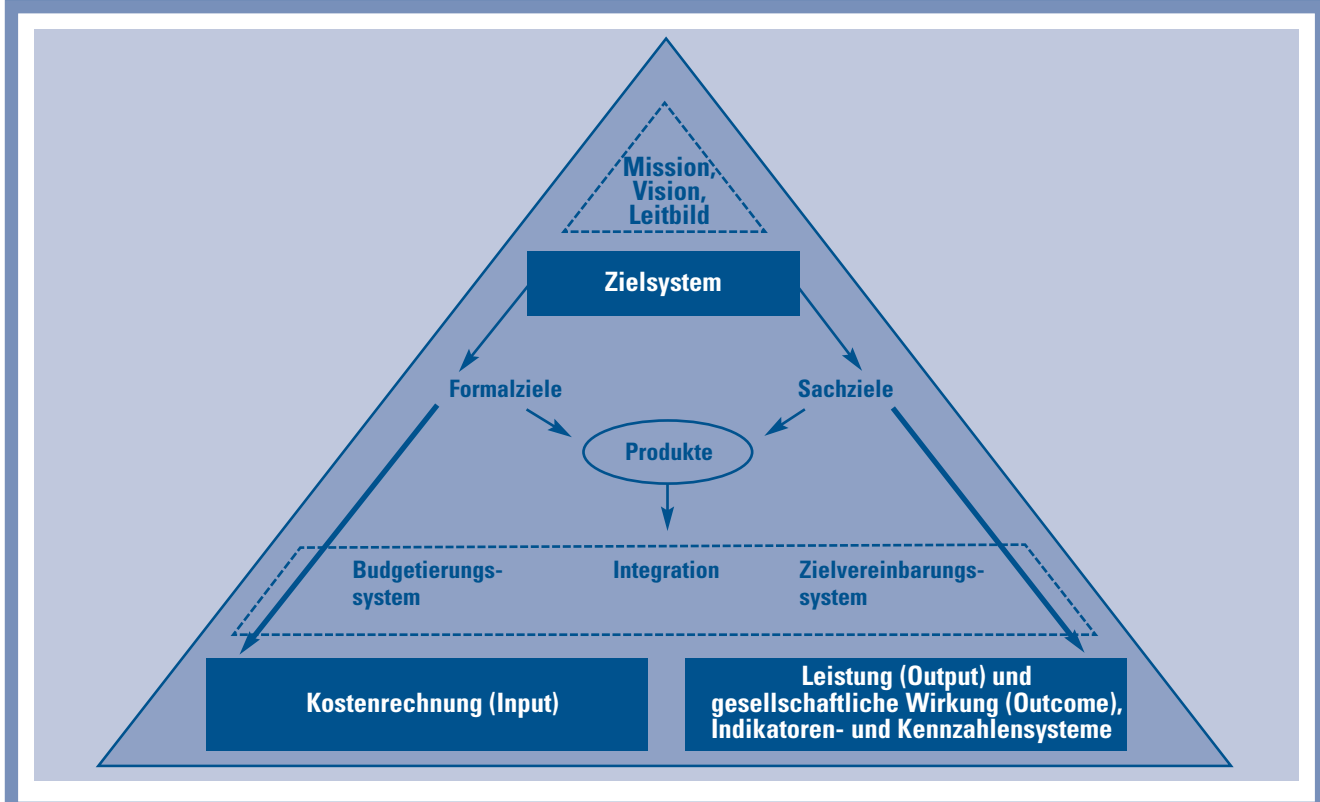 Mission,
Vision,
Leitbild
Zielsystem
Formalziele
Sachziele
Produkte
Budgetierungs-
system
Integration
Zielvereinbarungs-
system
Kostenrechnung (Input)
Leistung (Output) und
gesellschaftliche Wirkung (Outcome),
Indikatoren- und Kennzahlensysteme